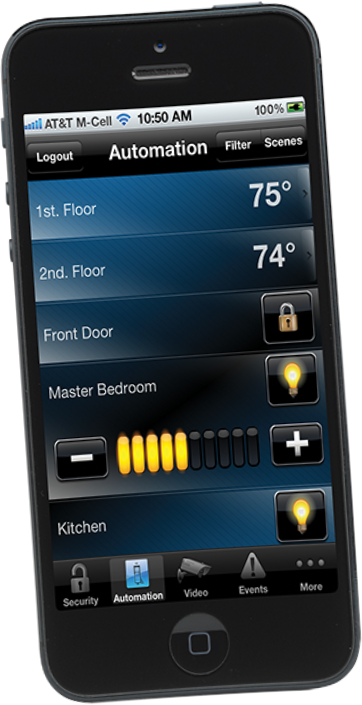 AT&T M-Cell 10:50 AM 100%
Logout Automation Filter Scenes
1st. Floor 75°
2nd. Floor 74°
Front Door
Master Bedroom
− +
Kitchen
Security Automation Video Events More